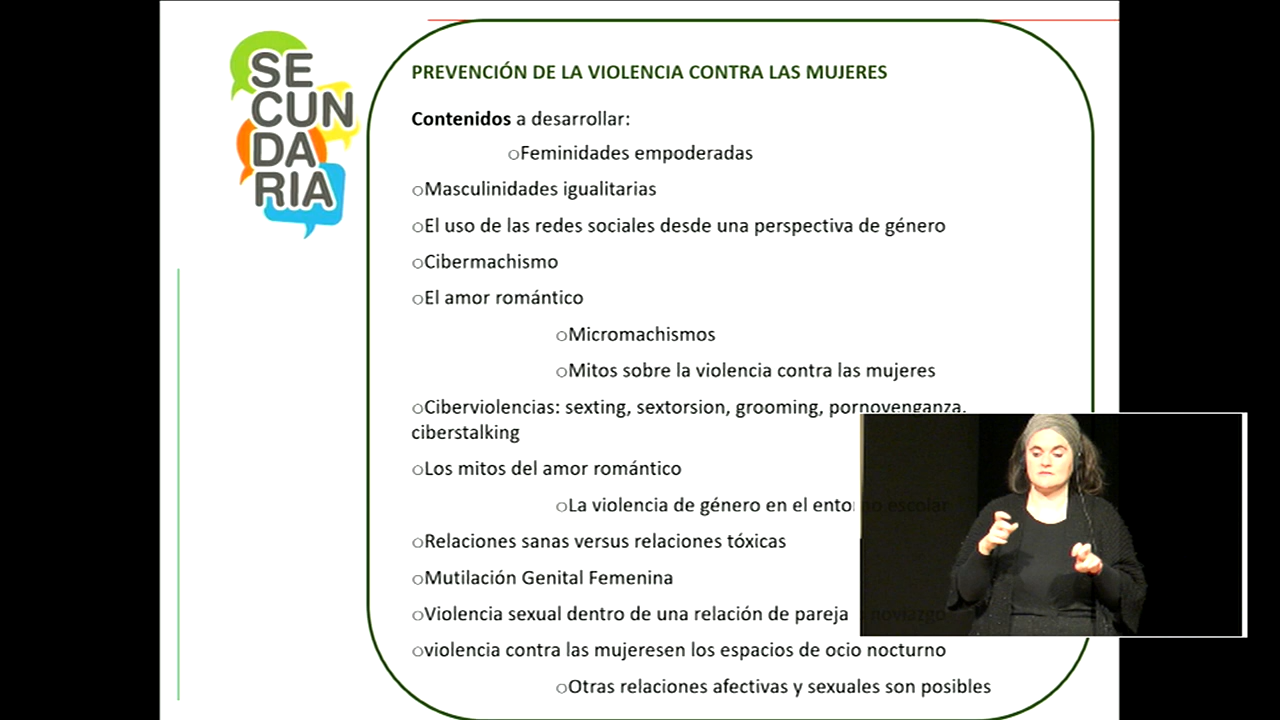 SE
CUN
DA
RIA
PREVENCIÓN DE LA VIOLENCIA CONTRA LAS MUJERES
Contenidos a desarrollar:
○Feminidades empoderadas
○Masculinidades igualitarias
○El uso de las redes sociales desde una perspectiva de género
○Cibermachismo
○El amor romántico
○Micromachismos
○Mitos sobre la violencia contra las mujeres
○Ciberviolencias: sexting, sextorsion, grooming, pornovenganza,
ciberstalking
○Los mitos del amor romántico
○La violencia de género en el entorno escolar
○Relaciones sanas versus relaciones tóxicas
○Mutilación Genital Femenina
○Violencia sexual dentro de una relación de pareja noviazgo
○violencia contra las mujeresen los espacios de ocio nocturno
○Otras relaciones afectivas y sexuales son posibles